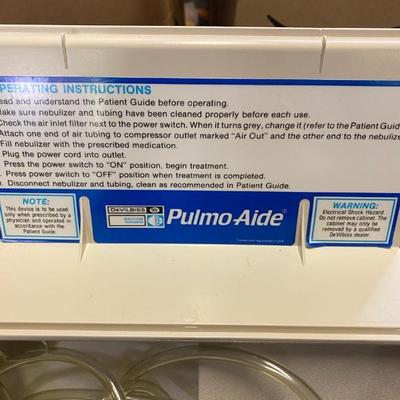 PERATING INSTRUCTIONS
ead and understand the Patient Guide before operating.
ake sure nebulizer and tubing have been cleaned properly before each use.
Check the air inlet filter next to the power switch. When it turns grey, change it (refer to the Patient Guid
Attach one end of air tubing to compressor outlet marked "Air Out" and the other end to the nebulize
Fill nebulizer with the prescribed medication.
Plug the power cord into outlet.
Press the power switch to "ON" position, begin treatment.
Press power switch to "OFF" position when treatment is completed.
Disconnect nebulizer and tubing, clean as recommended in Patient Guide.
NOTE:
This device is to be used
only when prescribed by a
physician and operated in
accordance with the
Patient Guide.
DeVILBISS
Pulmo-Aide®
WARNING:
Electrical Shock Hazard
Do not remove cabinet. The
cabinet may only be
removed by a qualified
DeVilbiss dealer